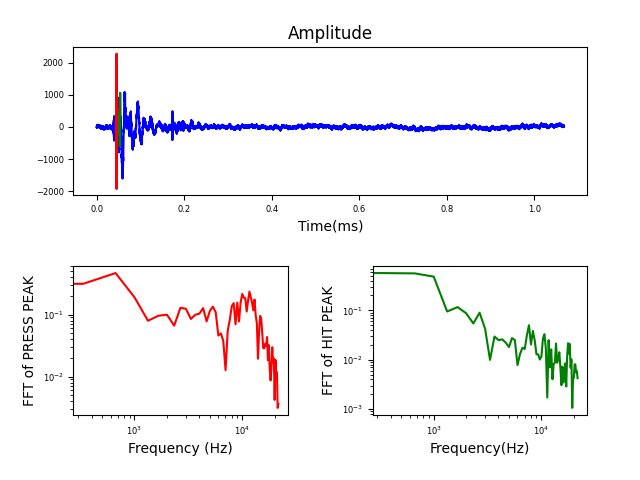 Amplitude
2000
1000
0
−1000
−2000
0.0 0.2 0.4 0.6 0.8 1.0
Time(ms)
FFT of PRESS PEAK
10⁻¹
10⁻²
10³ 10⁴
Frequency (Hz)
FFT of HIT PEAK
10⁻¹
10⁻²
10⁻³
10³ 10⁴
Frequency(Hz)